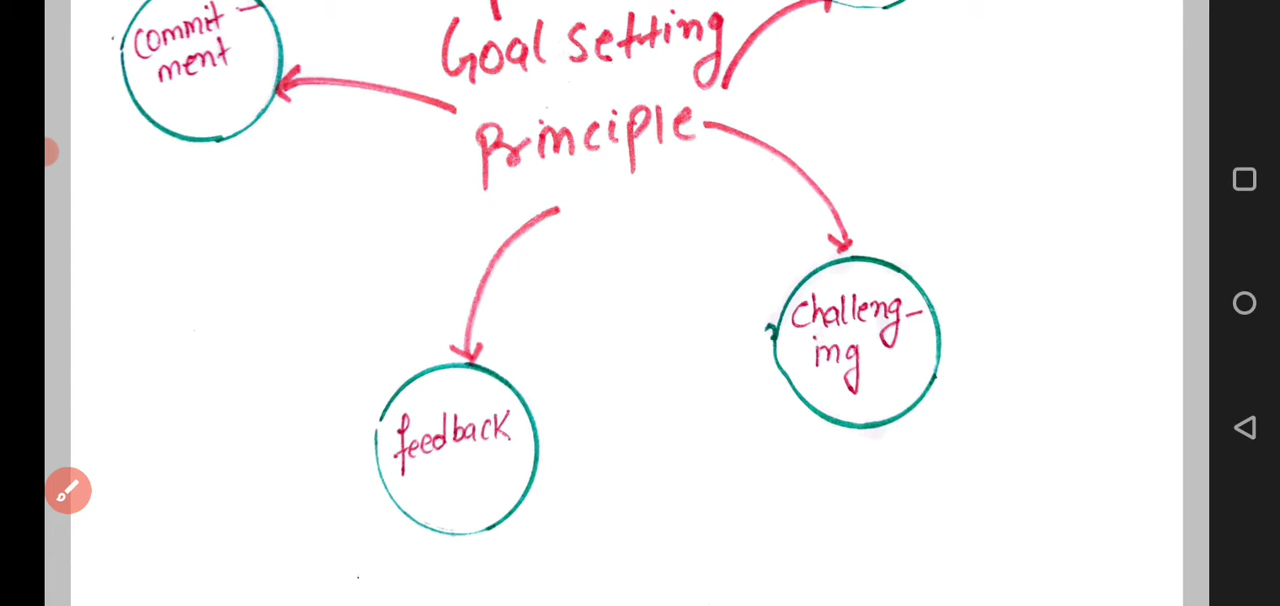 Commit -
ment
Goal setting
Principle
Challeng-
ing
feedback